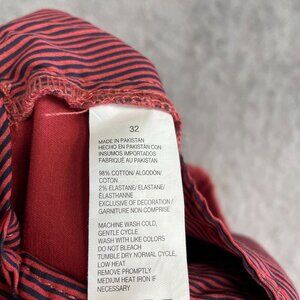 32
MADE IN PAKISTAN
HECHO EN PAKISTAN CON
INSUMOS IMPORTADOS
FABRIQUÉ AU PAKISTAN
98% COTTON/ ALGODÓN/
COTON
2% ELASTANE/ ELASTANE/
ÉLASTHANNE
EXCLUSIVE OF DECORATION /
GARNITURE NON COMPRISE
MACHINE WASH COLD,
GENTLE CYCLE
WASH WITH LIKE COLORS
DO NOT BLEACH
TUMBLE DRY NORMAL CYCLE,
LOW HEAT
REMOVE PROMPTLY
MEDIUM HEAT IRON IF
NECESSARY